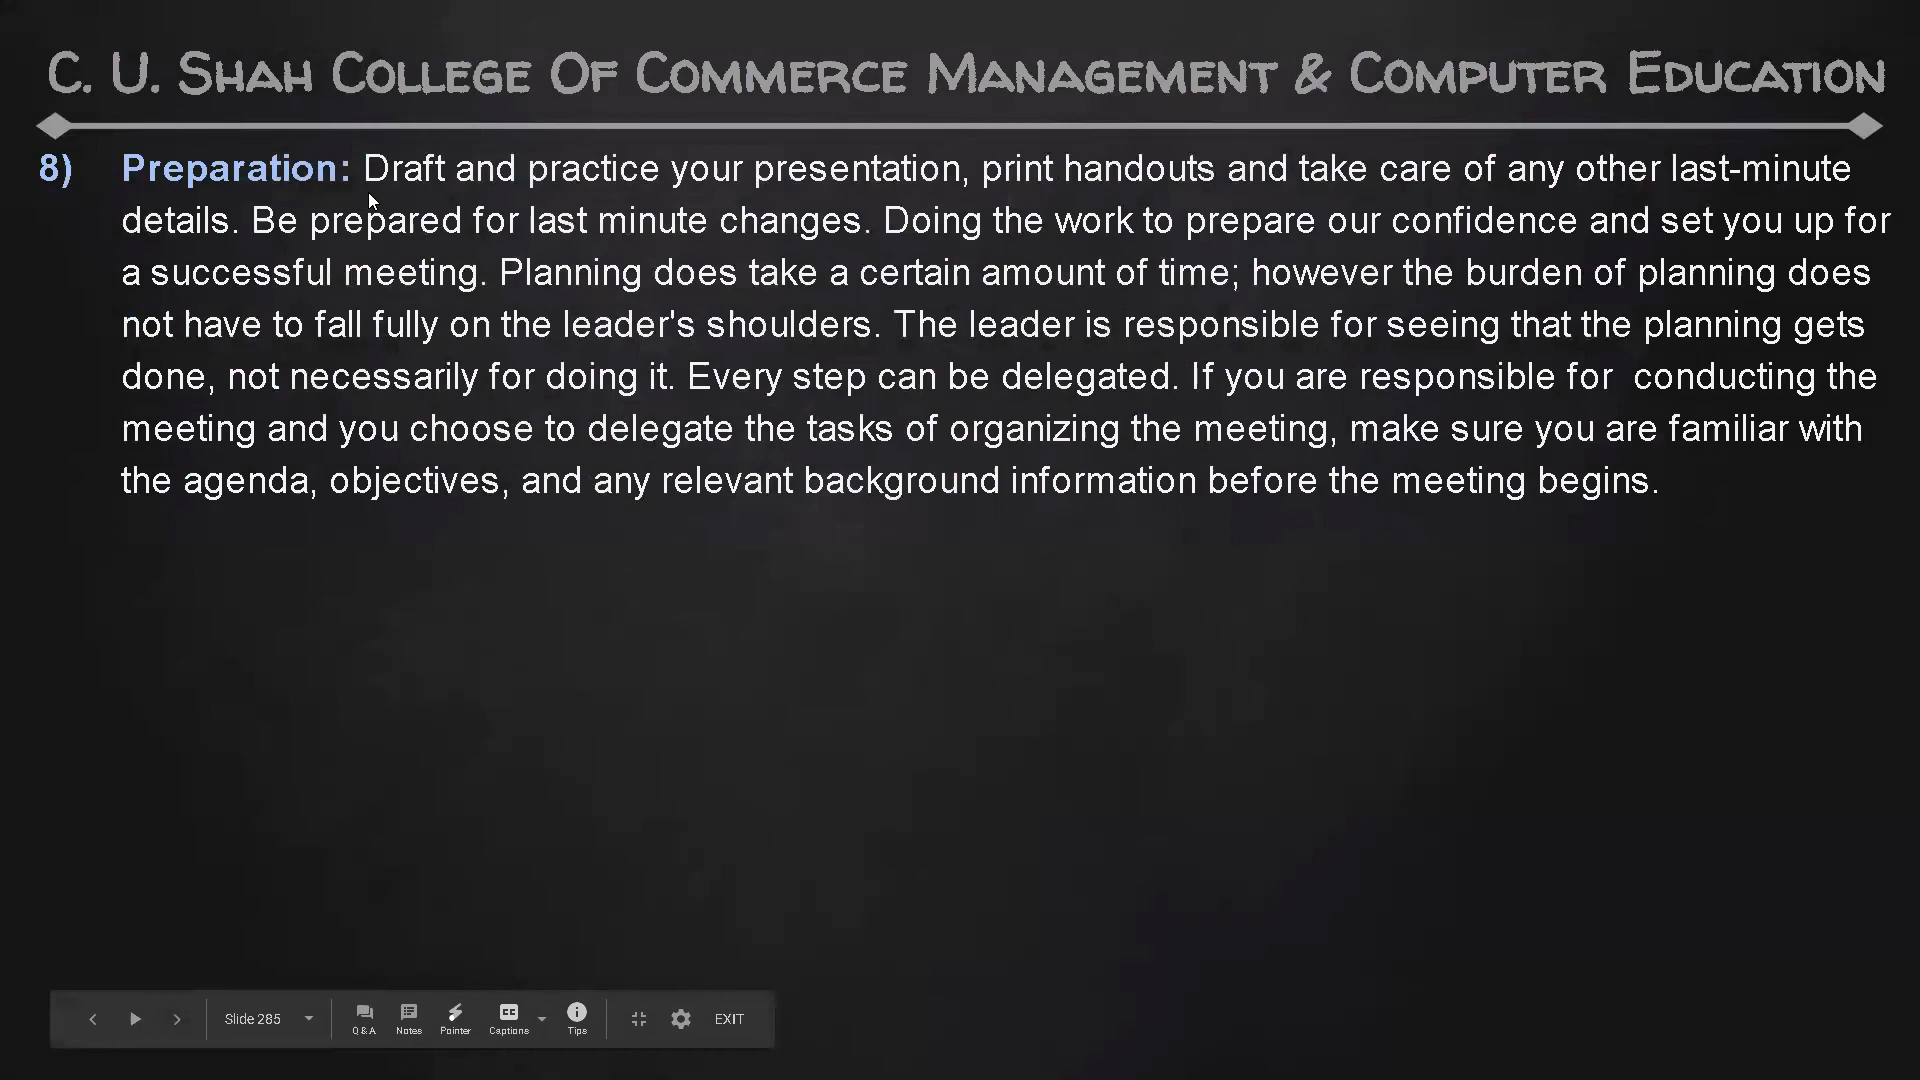 C. U. Shah College Of Commerce Management & Computer Education
8) Preparation: Draft and practice your presentation, print handouts and take care of any other last-minute
details. Be prepared for last minute changes. Doing the work to prepare our confidence and set you up for
a successful meeting. Planning does take a certain amount of time; however the burden of planning does
not have to fall fully on the leader's shoulders. The leader is responsible for seeing that the planning gets
done, not necessarily for doing it. Every step can be delegated. If you are responsible for  conducting the
meeting and you choose to delegate the tasks of organizing the meeting, make sure you are familiar with
the agenda, objectives, and any relevant background information before the meeting begins.
Slide 285 Q & A Notes Pointer Captions Tips EXIT